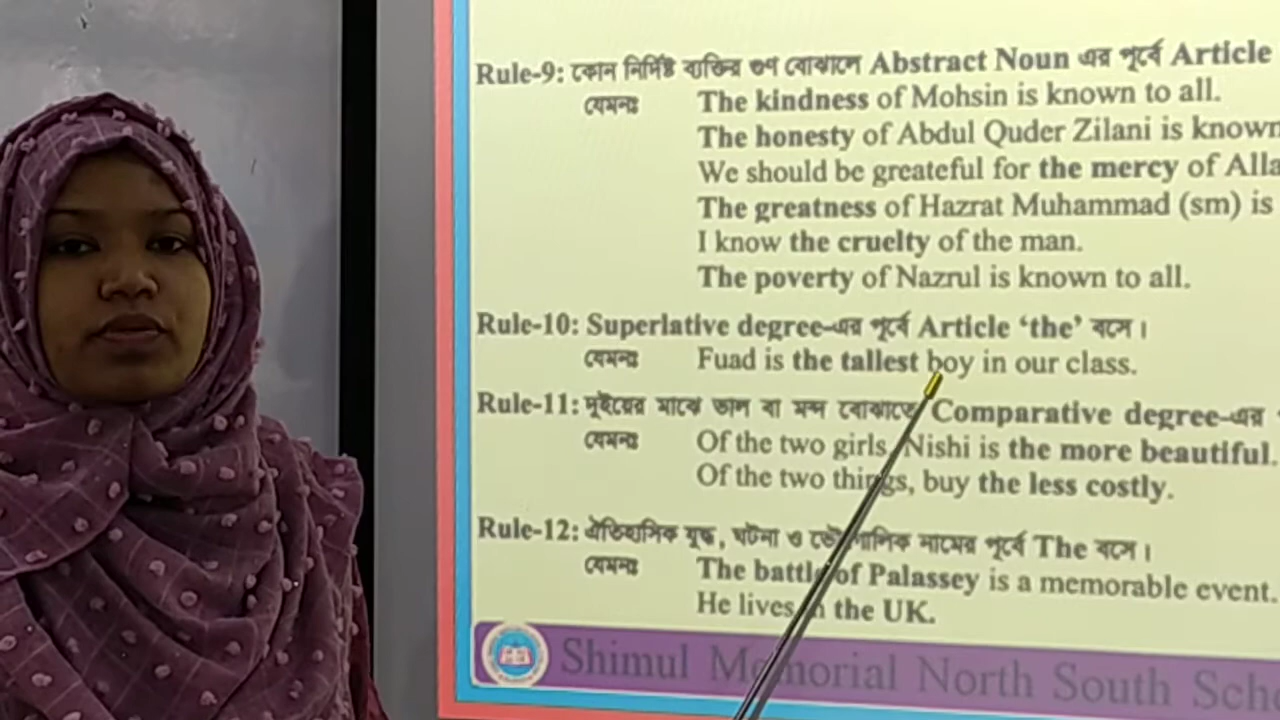 Rule-9: কোন নির্দিষ্ট ব্যক্তির গুণ বোঝালে Abstract Noun এর পূর্বে Article
যেমনঃ The kindness of Mohsin is known to all.
The honesty of Abdul Quder Zilani is known
We should be greateful for the mercy of Alla
The greatness of Hazrat Muhammad (sm) is
I know the cruelty of the man.
The poverty of Nazrul is known to all.
Rule-10: Superlative degree-এর পূর্বে Article ‘the’ বসে।
যেমনঃ Fuad is the tallest boy in our class.
Rule-11: দুইয়ের মাঝে ভাল বা মন্দ বোঝাতে Comparative degree-এর
যেমনঃ Of the two girls, Nishi is the more beautiful.
Of the two things, buy the less costly.
Rule-12: ঐতিহাসিক যুদ্ধ, ঘটনা ও ভৌগোলিক নামের পূর্বে The বসে।
যেমনঃ The battle of Palassey is a memorable event.
He lives in the UK.
Shimul Memorial North South Scho